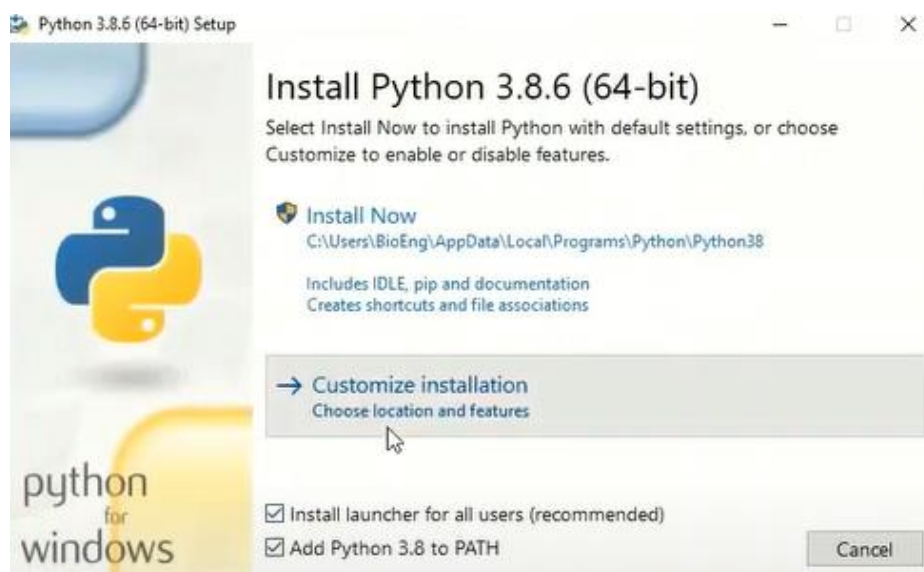 Python 3.8.6 (64-bit) Setup
Install Python 3.8.6 (64-bit)
Select Install Now to install Python with default settings, or choose
Customize to enable or disable features.
Install Now
C:\Users\BioEng\AppData\Local\Programs\Python\Python38
Includes IDLE, pip and documentation
Creates shortcuts and file associations
Customize installation
Choose location and features
python
for
windows
Install launcher for all users (recommended)
Add Python 3.8 to PATH
Cancel